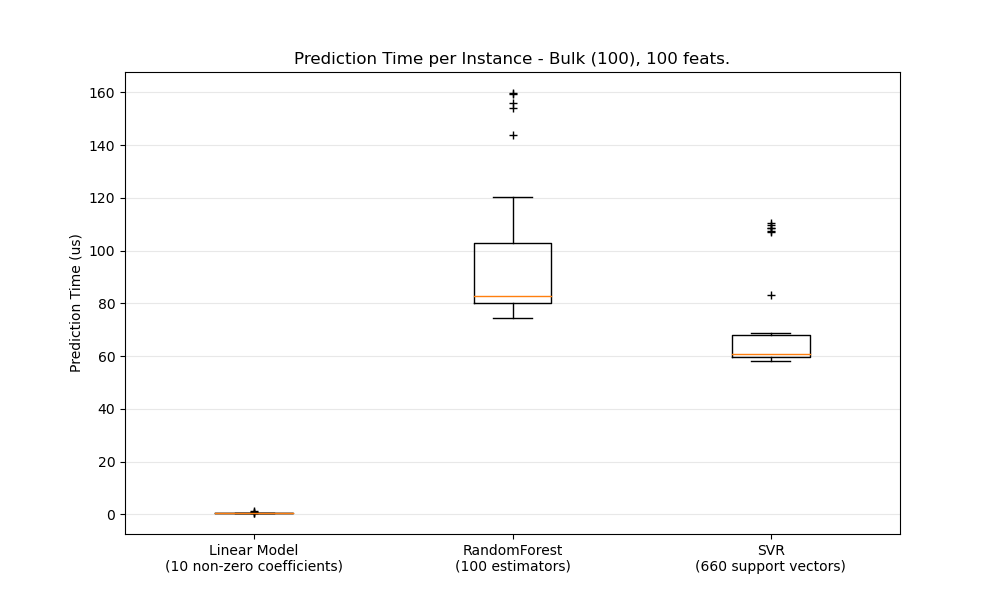 Prediction Time per Instance - Bulk (100), 100 feats.
160
140
120
100
80
60
40
20
0
Prediction Time (us)
Linear Model
(10 non-zero coefficients)
RandomForest
(100 estimators)
SVR
(660 support vectors)